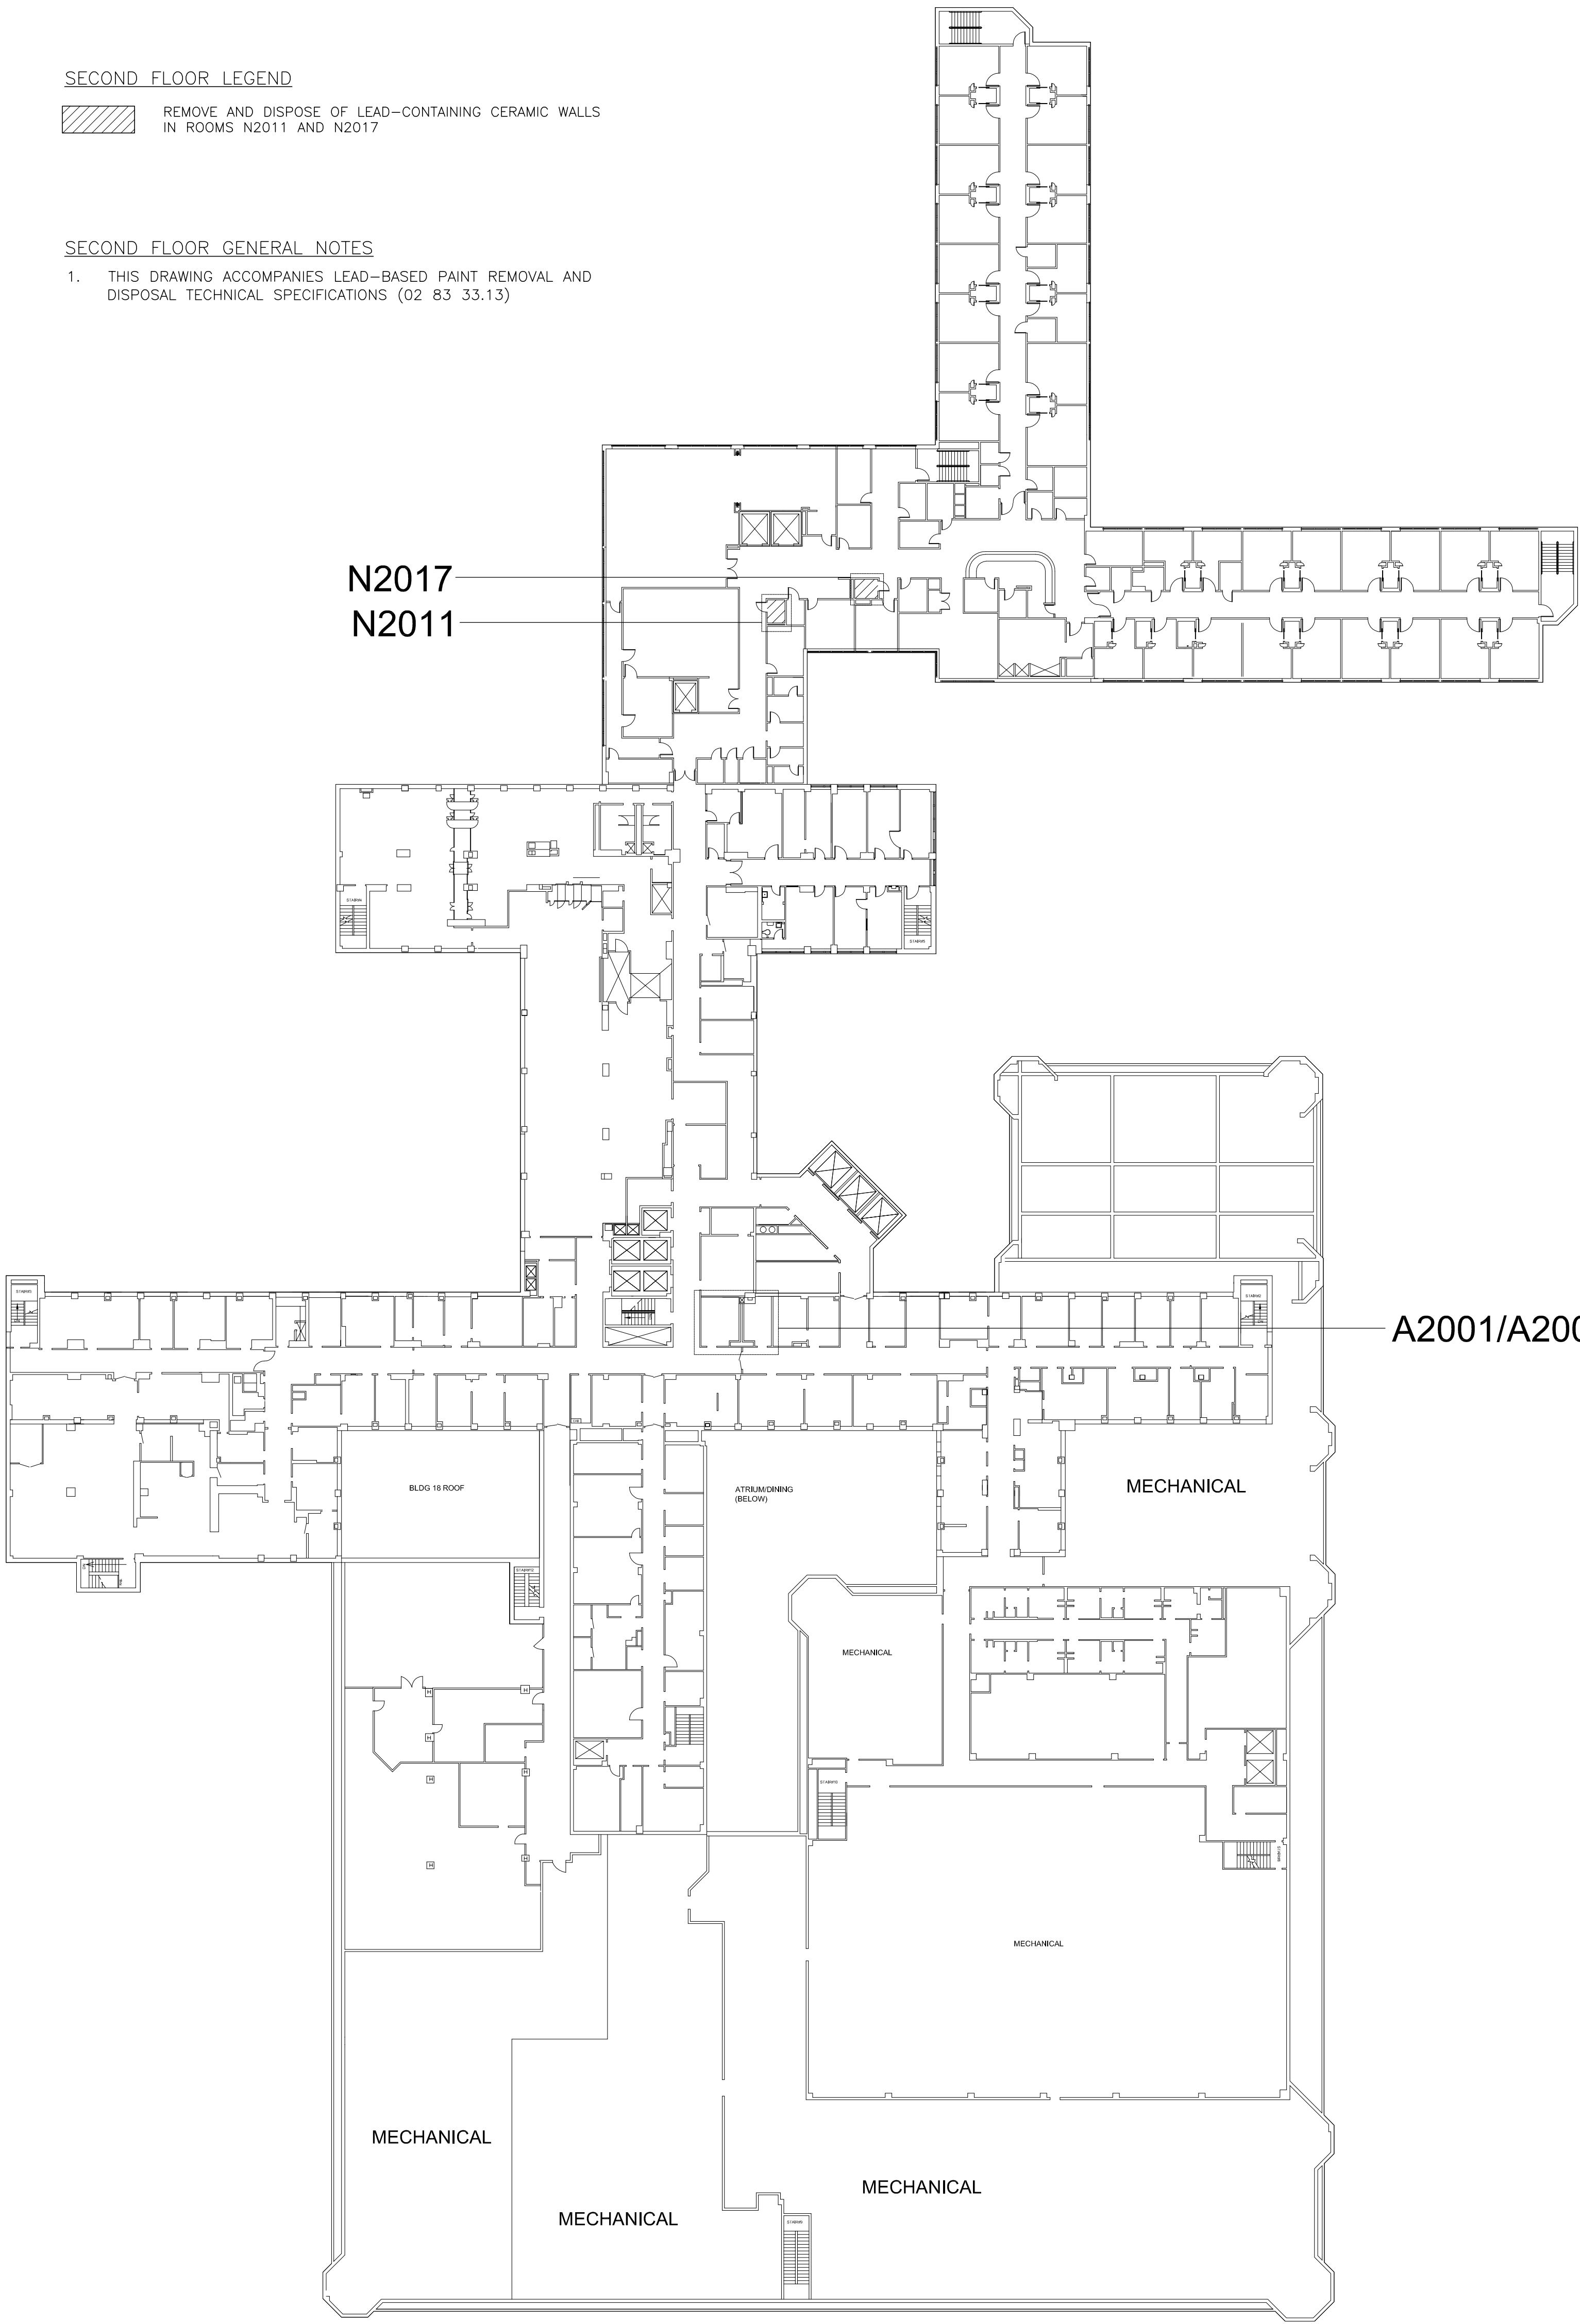 SECOND FLOOR LEGEND
REMOVE AND DISPOSE OF LEAD-CONTAINING CERAMIC WALLS
IN ROOMS N2011 AND N2017
SECOND FLOOR GENERAL NOTES
1. THIS DRAWING ACCOMPANIES LEAD-BASED PAINT REMOVAL AND
DISPOSAL TECHNICAL SPECIFICATIONS (02 83 33.13)
N2017
N2011
A2001/A200
BLDG 18 ROOF
ATRIUM/DINING
(BELOW)
MECHANICAL
MECHANICAL
MECHANICAL
MECHANICAL
MECHANICAL
MECHANICAL
H
H
H
H
H
H
H